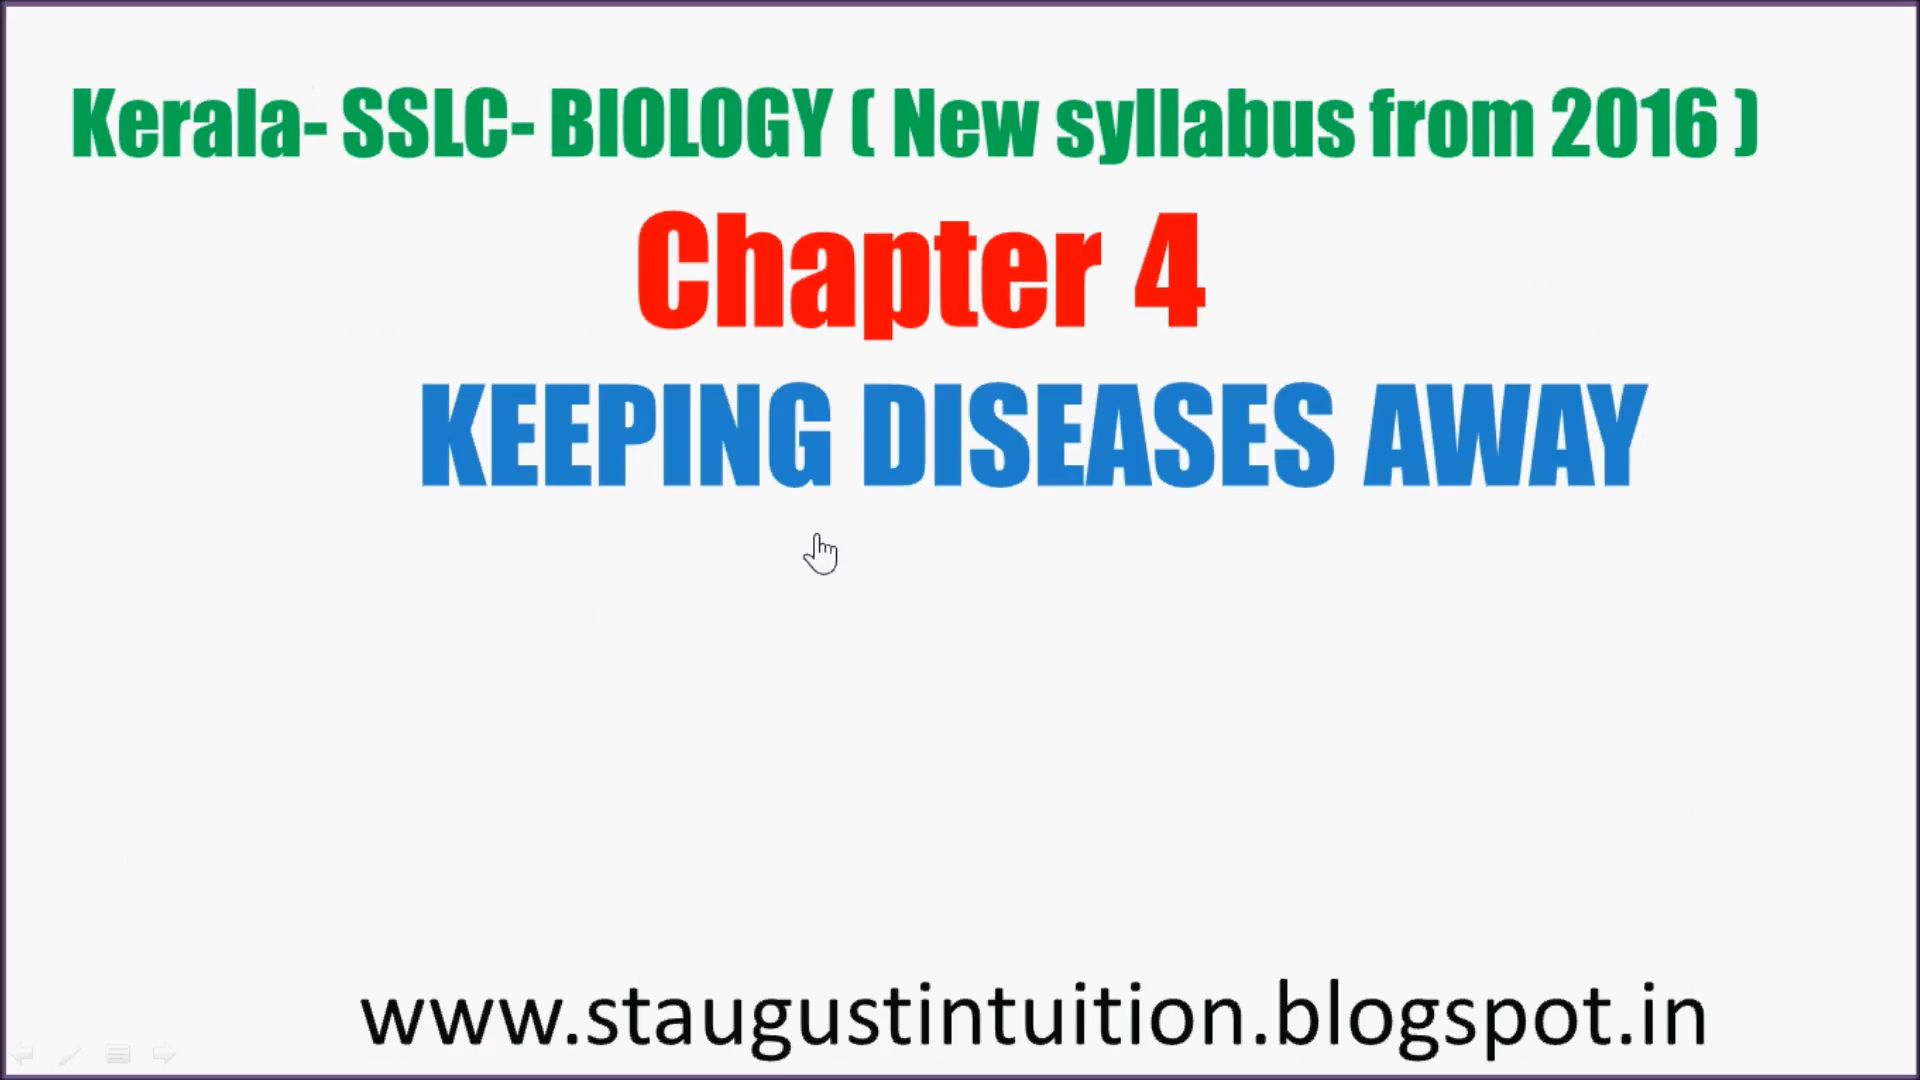 Kerala- SSLC- BIOLOGY ( New syllabus from 2016 )
Chapter 4
KEEPING DISEASES AWAY
www.staugustintuition.blogspot.in